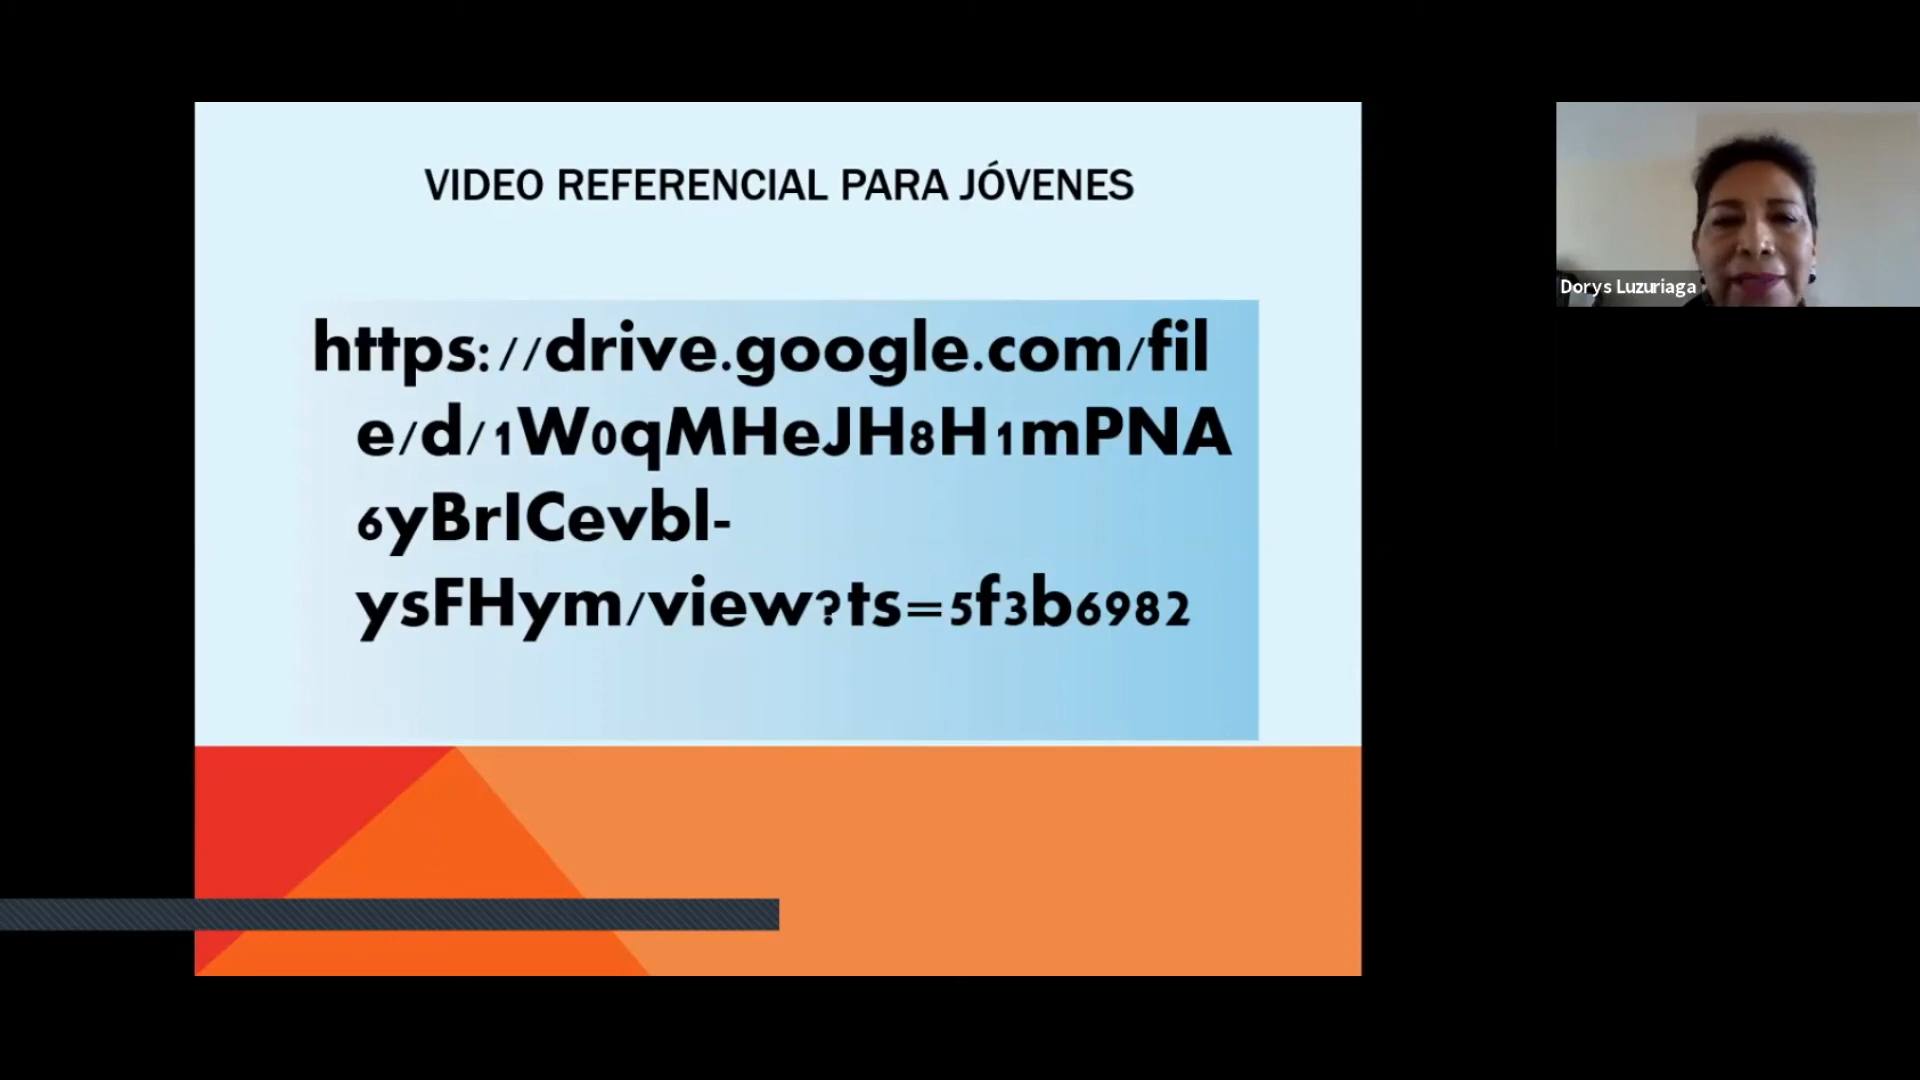 VIDEO REFERENCIAL PARA JÓVENES
https://drive.google.com/fil
e/d/1W0qMHeJH8H1mPNA
6yBrICevbl-
ysFHym/view?ts=5f3b6982
Dorys Luzuriaga